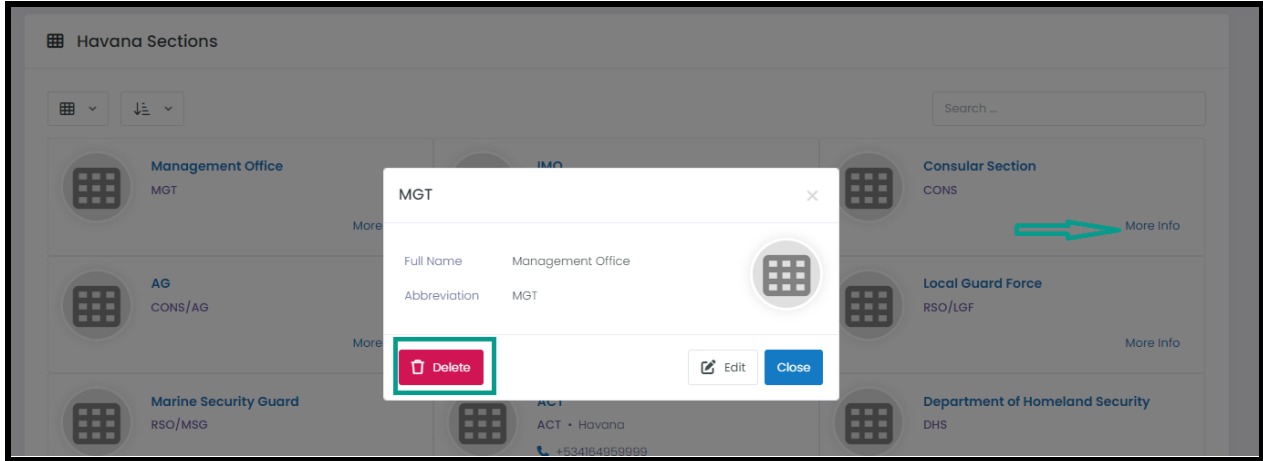 Havana Sections
Search ...
Management Office
MGT
More
IMO
Consular Section
CONS
More Info
MGT
×
Full Name Management Office
Abbreviation MGT
Delete
Edit
Close
AG
CONS/AG
More
Local Guard Force
RSO/LGF
More Info
Marine Security Guard
RSO/MSG
ACT
ACT • Havana
+534164959999
Department of Homeland Security
DHS